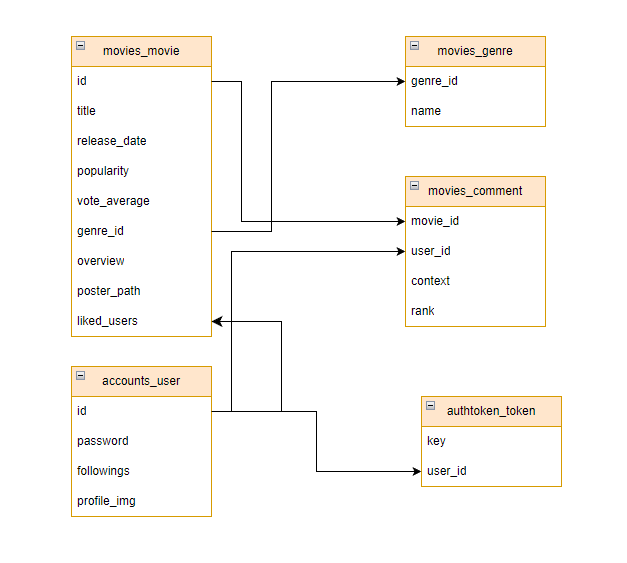 movies_movie
id
title
release_date
popularity
vote_average
genre_id
overview
poster_path
liked_users
accounts_user
id
password
followings
profile_img
movies_genre
genre_id
name
movies_comment
movie_id
user_id
context
rank
authtoken_token
key
user_id